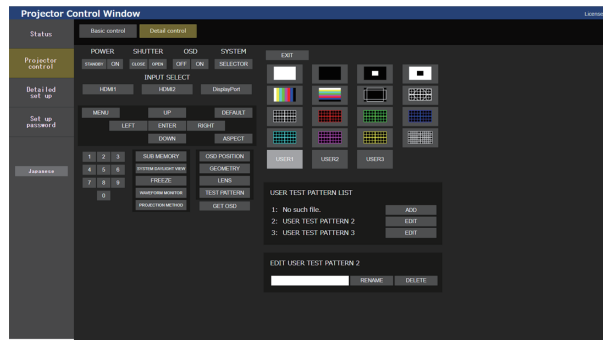 Projector Control Window
License
Status
Projector control
Detailed set up
Set up password
Japanese
Basic control
Detail control
POWER SHUTTER OSD SYSTEM
STANDBY ON CLOSE OPEN OFF ON SELECTOR
INPUT SELECT
HDMI1 HDMI2 DisplayPort
MENU UP DEFAULT
LEFT ENTER RIGHT
DOWN ASPECT
1 2 3
4 5 6
7 8 9
0
SUB MEMORY
SYSTEM DAYLIGHT VIEW
FREEZE
WAVEFORM MONITOR
PROJECTION METHOD
OSD POSITION
GEOMETRY
LENS
TEST PATTERN
GET OSD
EXIT
USER1 USER2 USER3
USER TEST PATTERN LIST
1: No such file. ADD
2: USER TEST PATTERN 2 EDIT
3: USER TEST PATTERN 3 EDIT
EDIT USER TEST PATTERN 2
RENAME DELETE